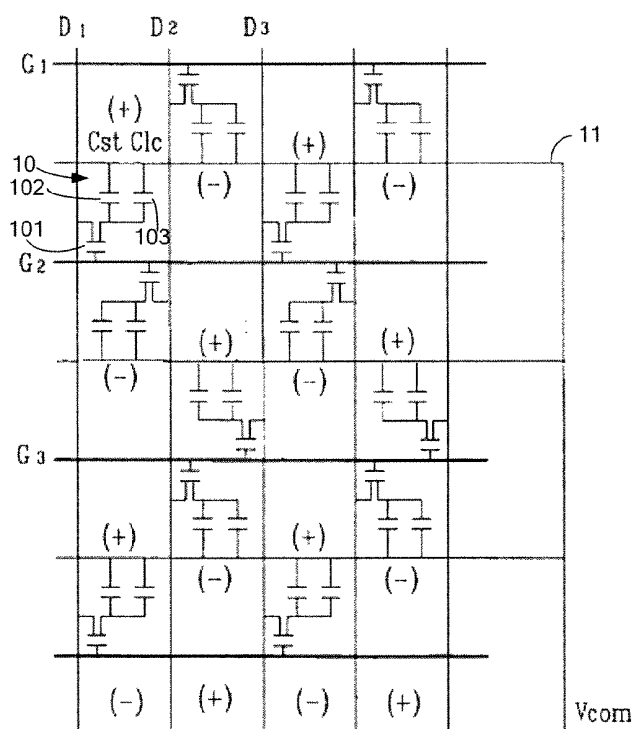 D1 D2 D3
G1
(+) 11
Cst Clc (+)
10 (-) (-)
102
101 103
G2
(+) (+)
(-) (-)
G3
(+) (+)
(-) (-)
(-) (+) (-) (+)
Vcom